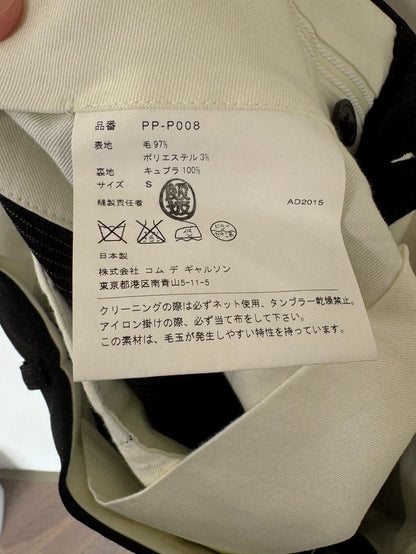 品番 PP-P008
表地 毛 97%
ポリエステル 3%
裏地 キュプラ 100%
サイズ S
縫製責任者 AD2015
日本製
株式会社 コム デ ギャルソン
東京都港区南青山5-11-5
クリーニングの際は必ずネット使用、タンブラー乾燥禁止。
アイロン掛けの際、必ず当て布をして下さい。
この素材は、毛玉が発生しやすい特性を持っています。